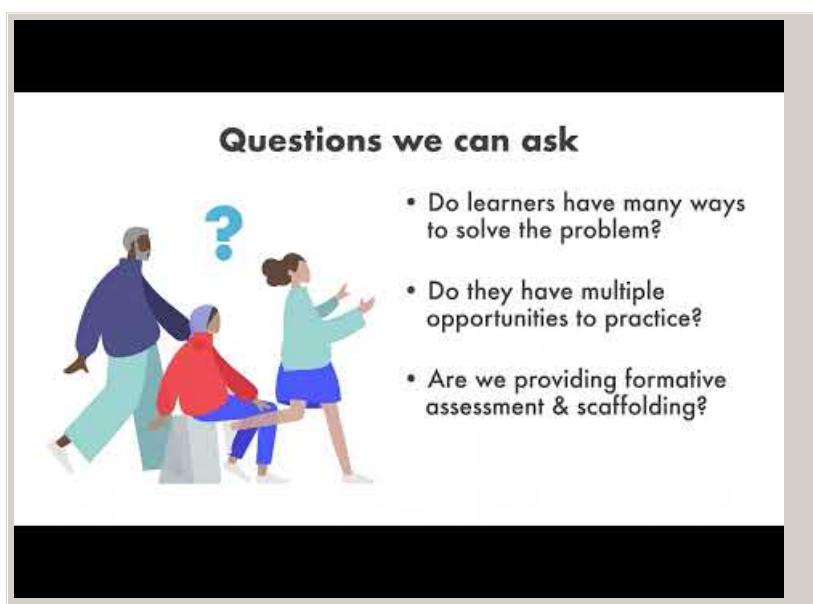 Questions we can ask
?
• Do learners have many ways
to solve the problem?
• Do they have multiple
opportunities to practice?
• Are we providing formative
assessment & scaffolding?